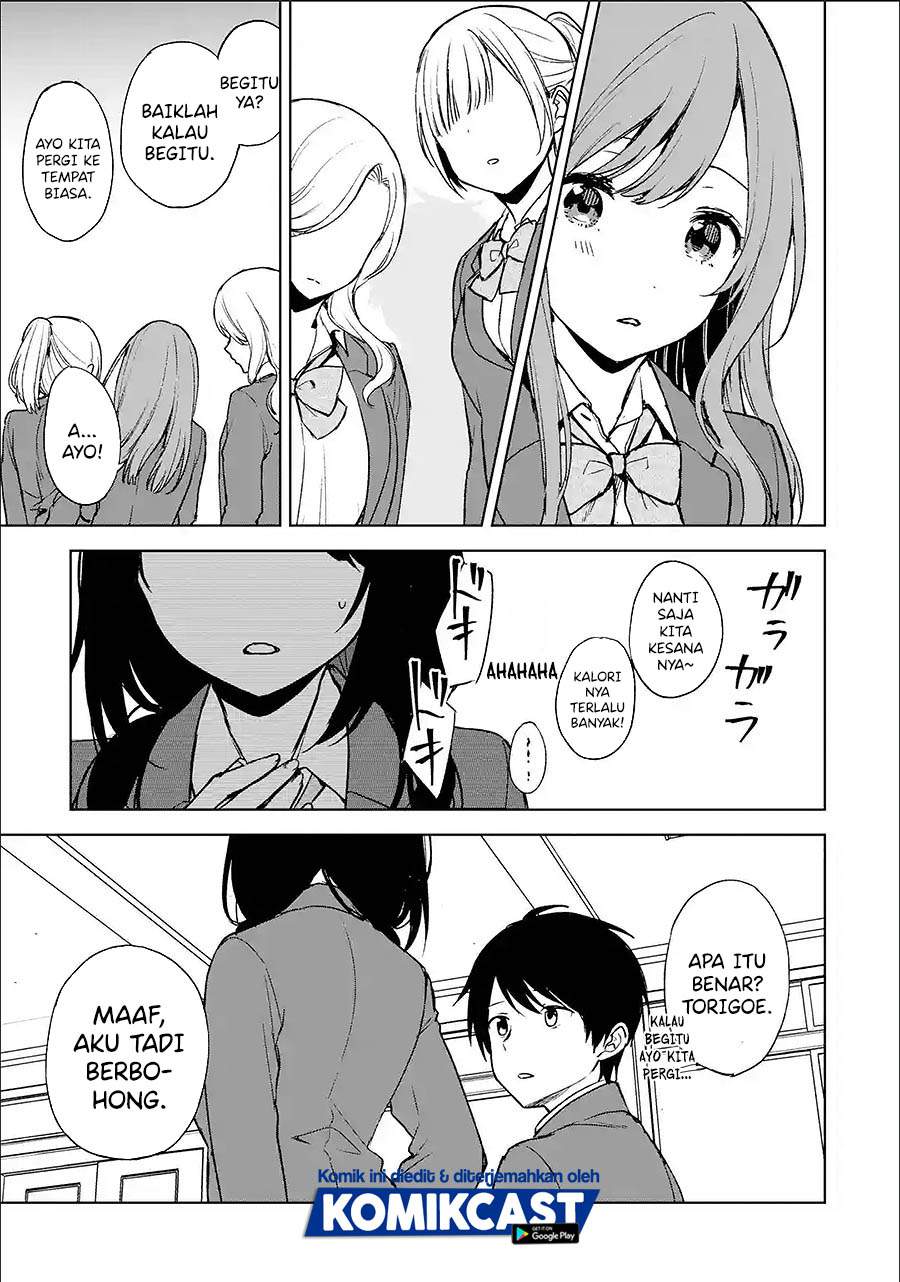 BEGITU
YA?
BAIKLAH
KALAU
BEGITU.
AYO KITA
PERGI KE
TEMPAT
BIASA.
A...
AYO!
ガラ
ガラ
NANTI
SAJA
KITA
KESANA
NYA~
KALORI
NYA
TERLALU
BANYAK!
AHAHAHA
ドキ
ドキ
APA ITU
BENAR?
TORIGOE.
KALAU
BEGITU
AYO KITA
PERGI...
MAAF,
AKU TADI
BERBO-
HONG.
Komik ini diedit & diterjemahkan oleh
KOMIKCAST
GET IT ON
Google Play